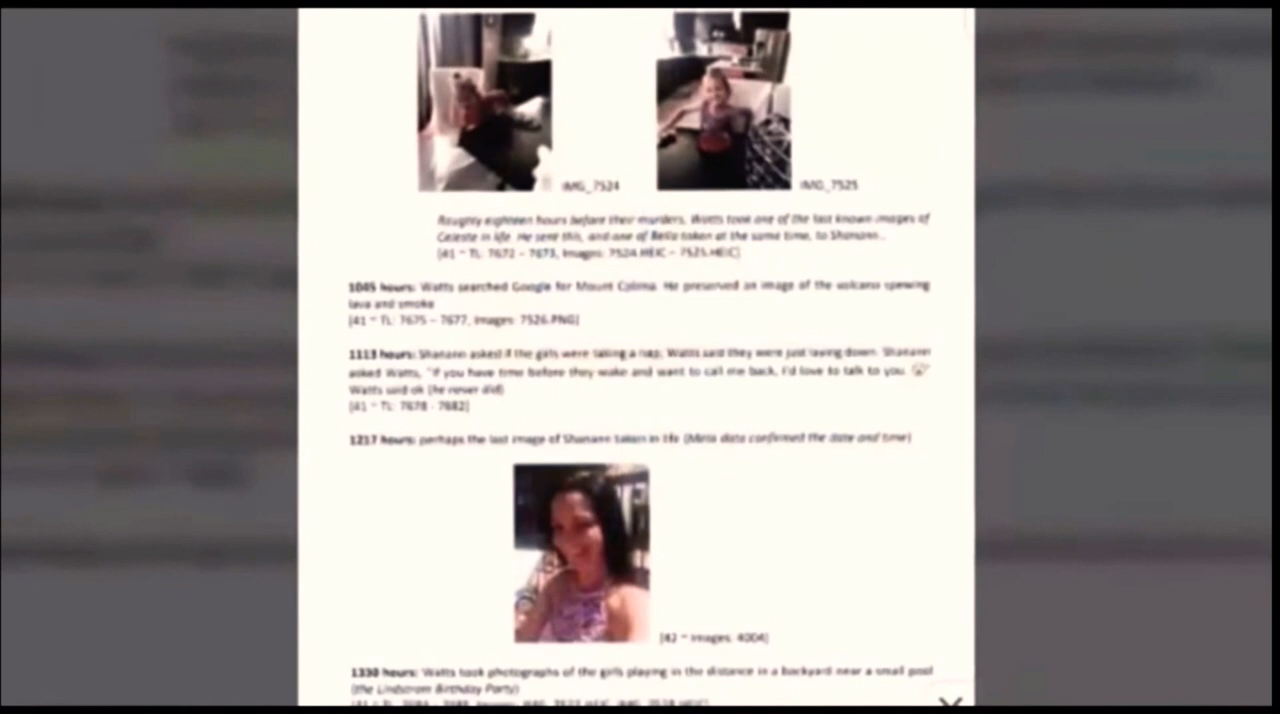 IMG_7524
IMG_7525
Roughly eighteen hours before their murders, Watts took one of the last known images of
Celeste in life. He sent this, and one of Bella taken at the same time, to Shanann.
[41 – TL: 7672 – 7673, Images: 7524.HEIC – 7525.HEIC]
1045 hours: Watts searched Google for Mount Colima. He preserved an image of the volcano spewing
lava and smoke
[41 – TL: 7675 – 7677, Images: 7526.PNG]
1113 hours: Shanann asked if the girls were taking a nap; Watts said they were just laying down. Shanann
asked Watts, "if you have time before they wake and want to call me back, I'd love to talk to you.
Watts said ok (he never did)
[41 – TL: 7678 - 7682]
1217 hours: perhaps the last image of Shanann taken in life (Meta data confirmed the date and time)
[42 – Images: 4004]
1330 hours: Watts took photographs of the girls playing in the distance in a backyard near a small pool
(the Lindstrom Birthday Party)